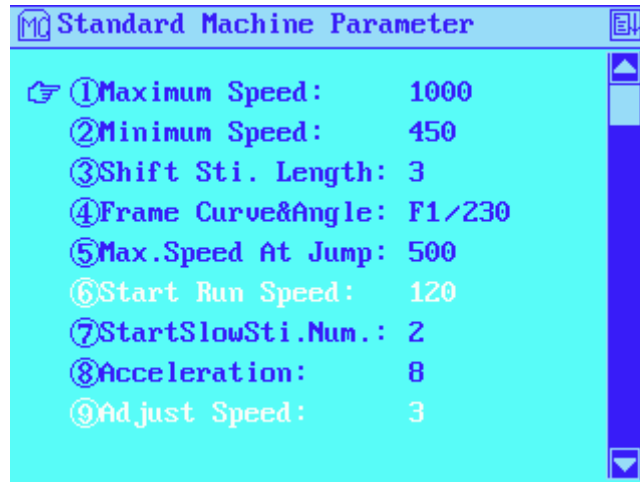 MC Standard Machine Parameter
①Maximum Speed: 1000
②Minimum Speed: 450
③Shift Sti. Length: 3
④Frame Curve&Angle: F1/230
⑤Max.Speed At Jump: 500
⑥Start Run Speed: 120
⑦StartSlowSti.Num.: 2
⑧Acceleration: 8
⑨Adjust Speed: 3